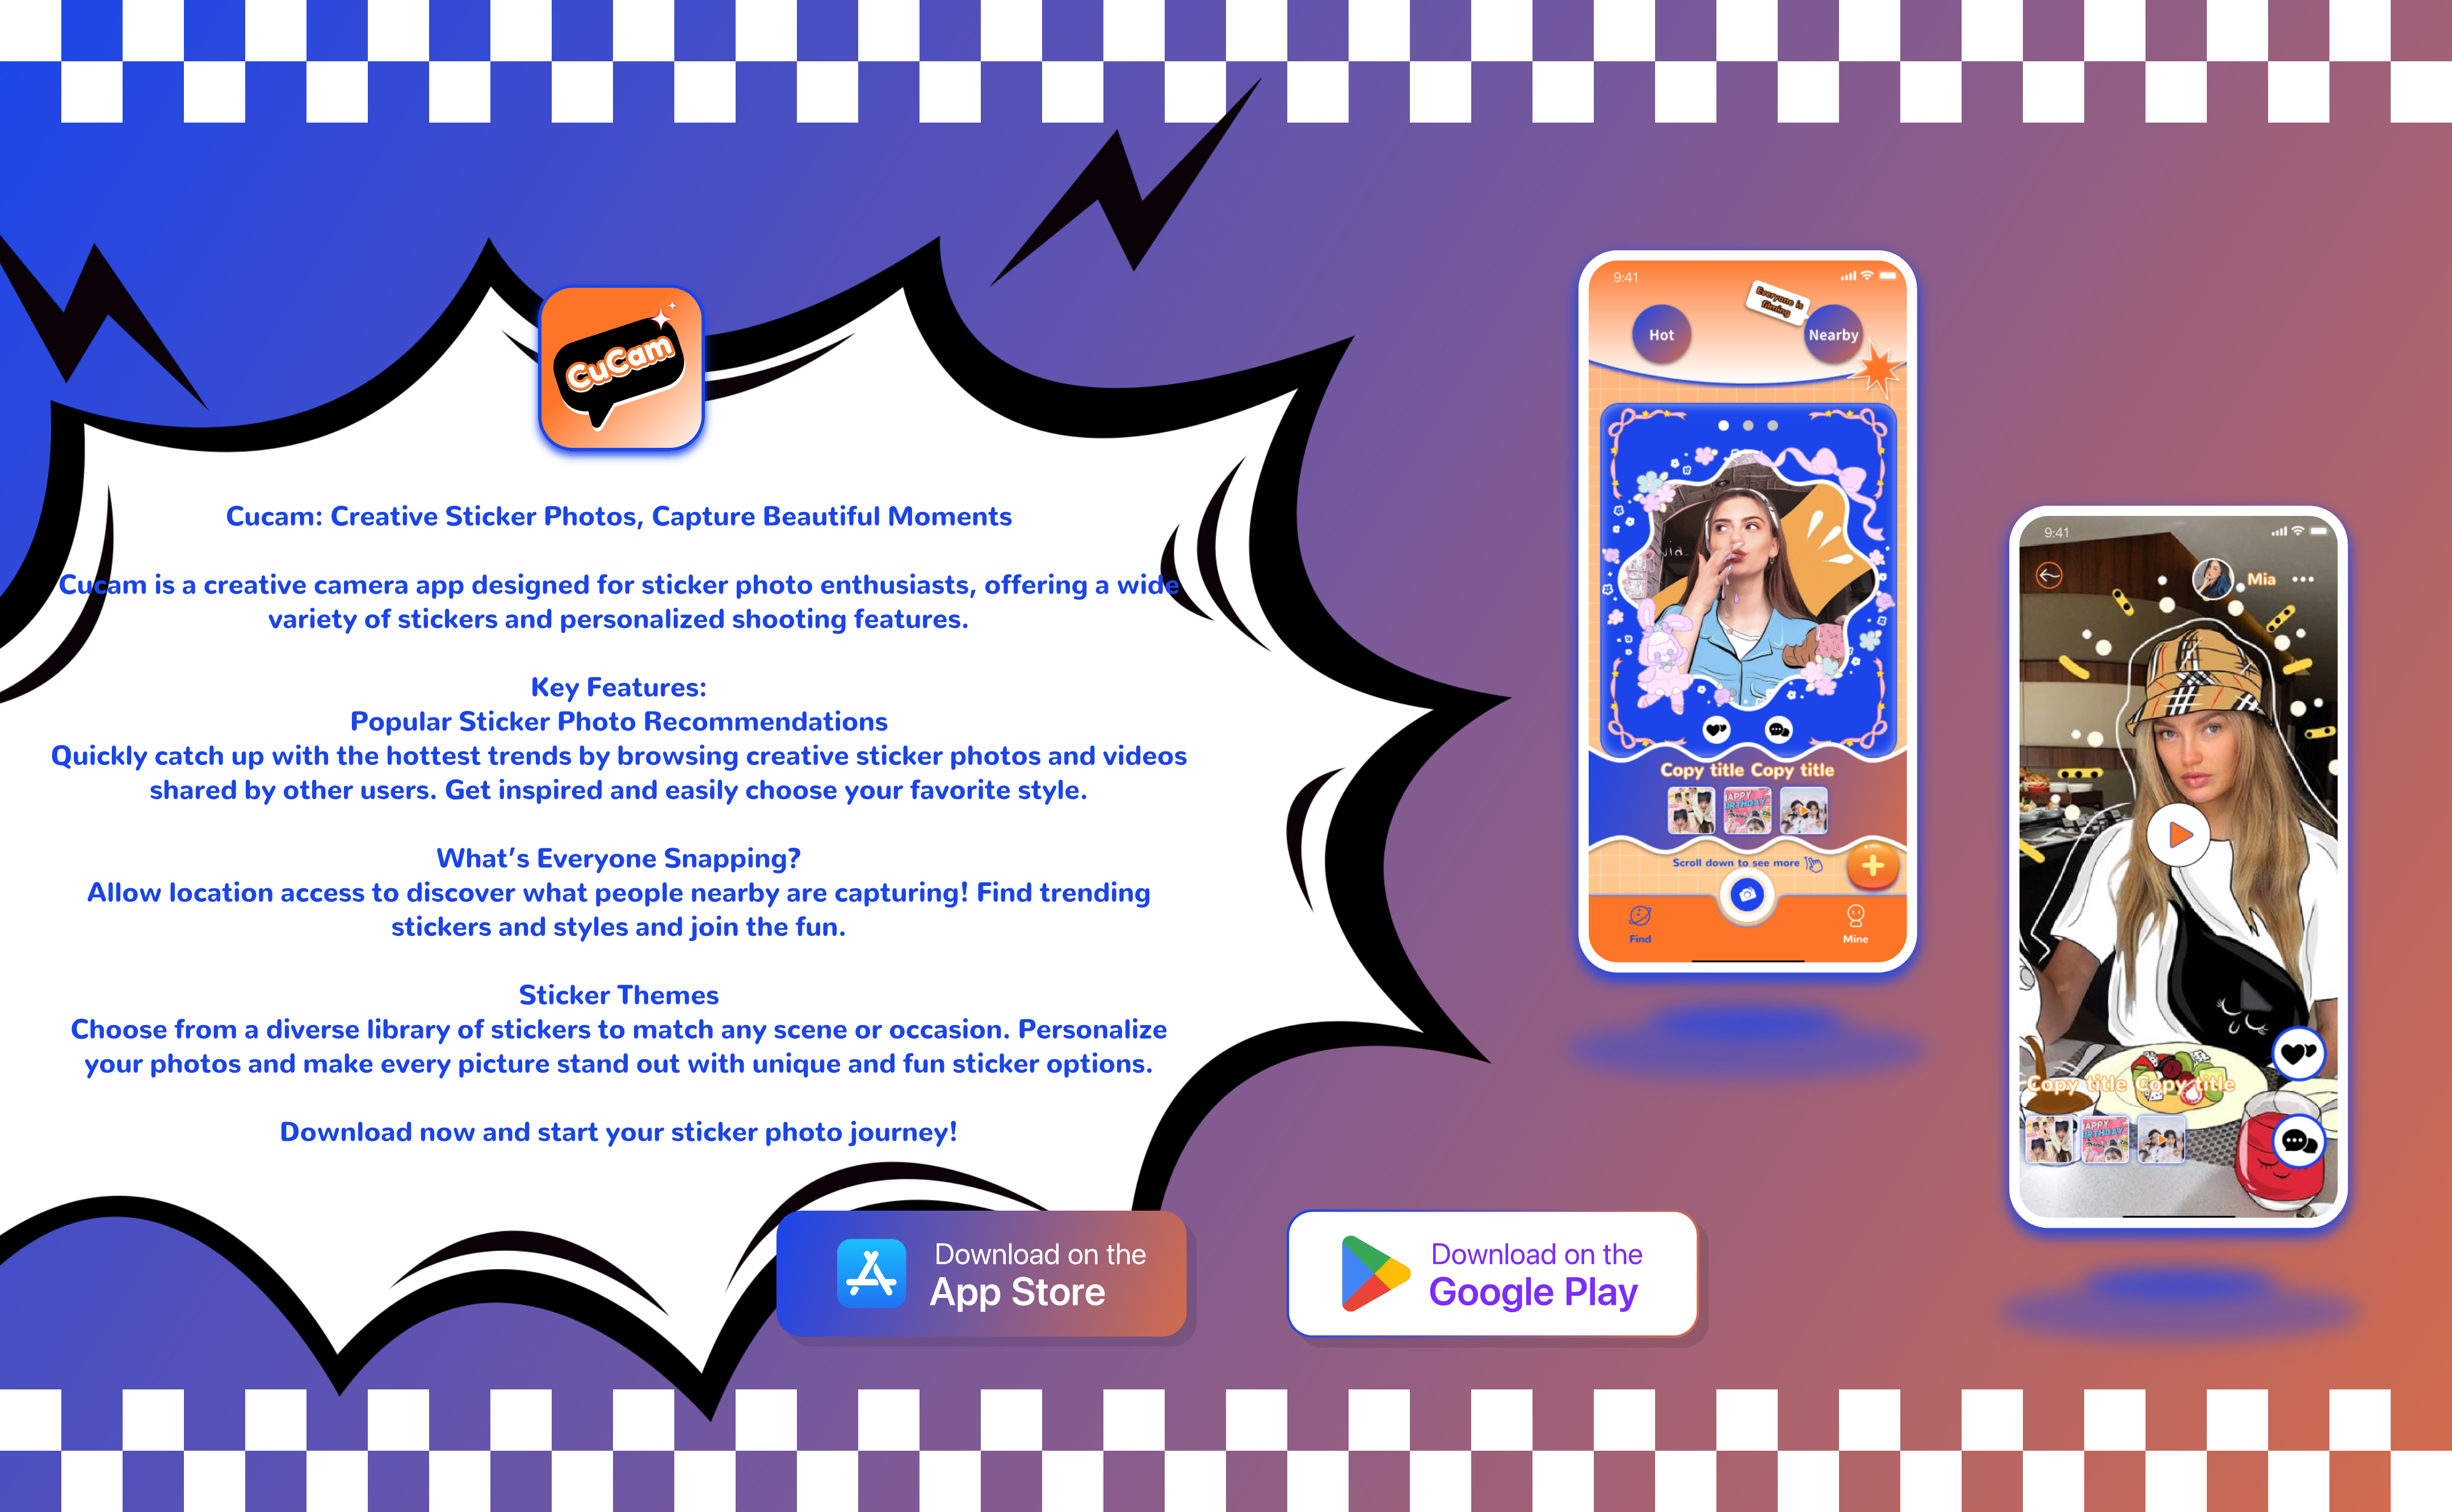 CuCam
Cucam: Creative Sticker Photos, Capture Beautiful Moments
Cucam is a creative camera app designed for sticker photo enthusiasts, offering a wide
variety of stickers and personalized shooting features.
Key Features:
Popular Sticker Photo Recommendations
Quickly catch up with the hottest trends by browsing creative sticker photos and videos
shared by other users. Get inspired and easily choose your favorite style.
What's Everyone Snapping?
Allow location access to discover what people nearby are capturing! Find trending
stickers and styles and join the fun.
Sticker Themes
Choose from a diverse library of stickers to match any scene or occasion. Personalize
your photos and make every picture stand out with unique and fun sticker options.
Download now and start your sticker photo journey!
Download on the
App Store
Download on the
Google Play
9:41
Everyone is
filming
Hot
Nearby
Copy title Copy title
HAPPY
BIRTHDAY
Scroll down to see more
Find
Mine
9:41
Mia
Copy title Copy title
HAPPY
BIRTHDAY